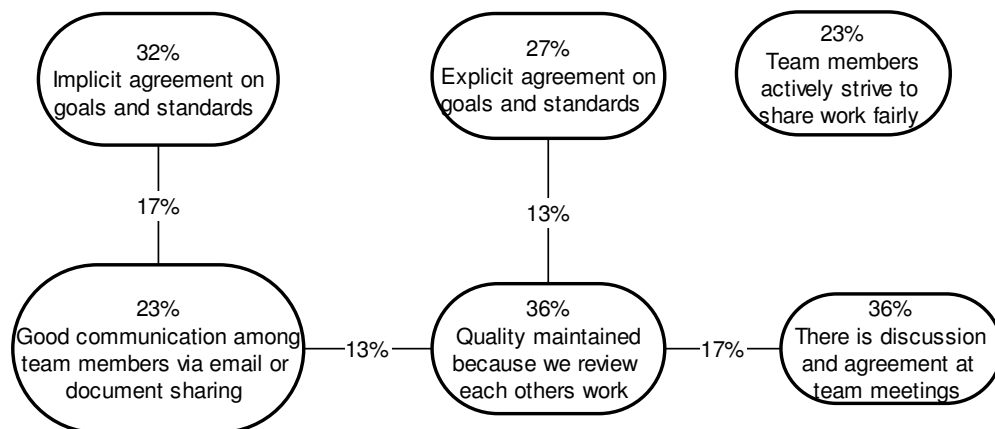 32%
Implicit agreement on
goals and standards
27%
Explicit agreement on
goals and standards
23%
Team members
actively strive to
share work fairly
17%
13%
23%
Good communication among
team members via email or
document sharing
13%
36%
Quality maintained
because we review
each others work
17%
36%
There is discussion
and agreement at
team meetings